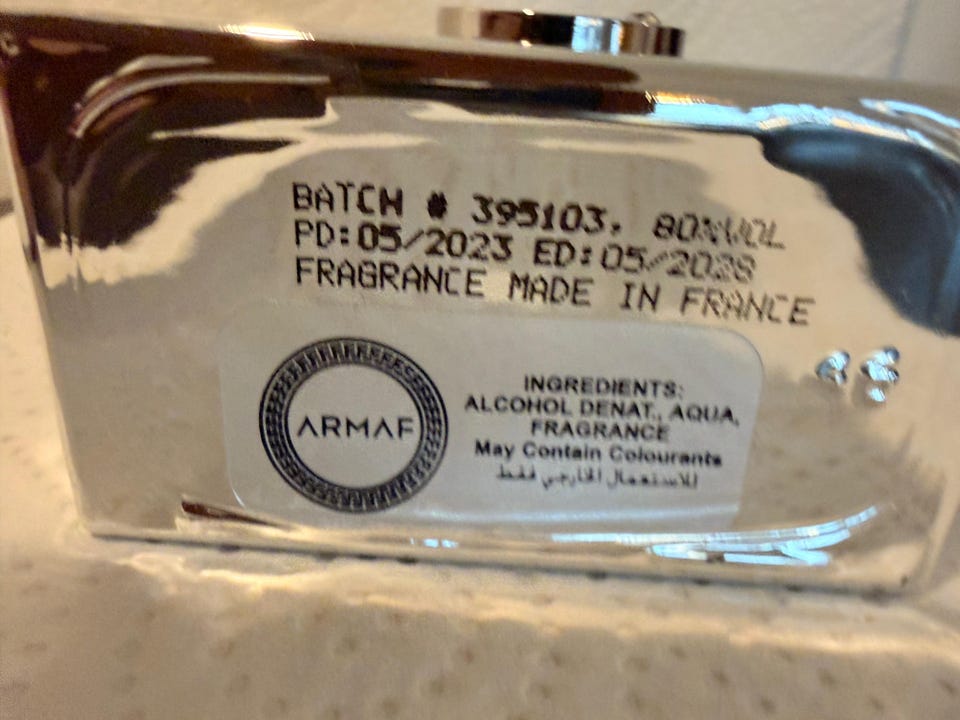 BATCH # 395103. 80%VOL
PD:05/2023 ED:05/2028
FRAGRANCE MADE IN FRANCE
ARMAF
INGREDIENTS:
ALCOHOL DENAT., AQUA,
FRAGRANCE
May Contain Colourants
للاستعمال الخارجي فقط